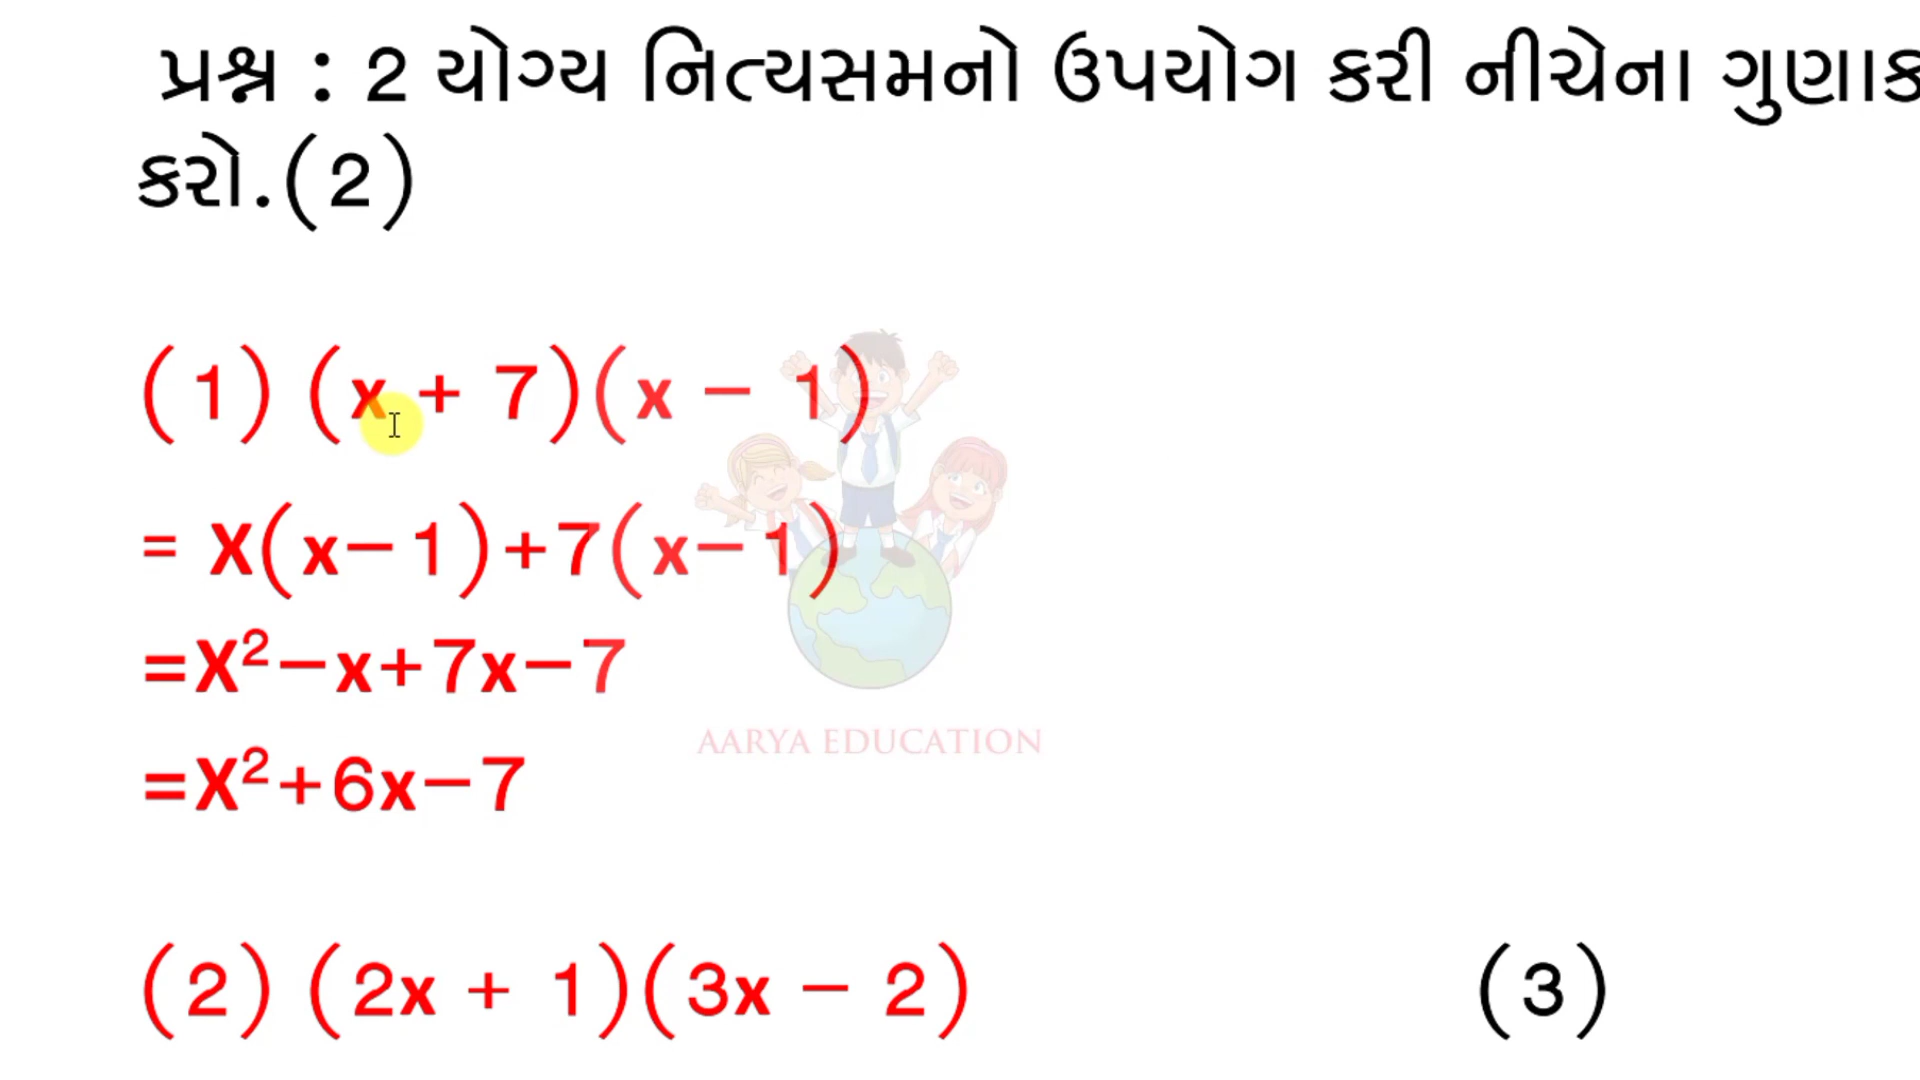 પ્રશ્ન : 2 યોગ્ય નિત્યસમનો ઉપયોગ કરી નીચેના
કરો.(2)
(1) (x + 7)(x − 1)
= X(x−1)+7(x−1)
=X²−x+7x−7
AARYA EDUCATION
=X²+6x−7
(2) (2x + 1)(3x − 2) (3)